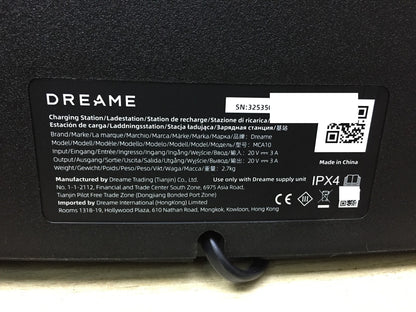 DREAME
SN:32535
Charging Station/Ladestation/Station de recharge/Stazione di ricarica
Estación de carga/Laddningsstation/Stacja ładująca/Зарядная станция/基站
Brand/Marke/La marque/Marchio/Marca/Märke/Marka/Марка/品牌: Dreame
Model/Modell/Modèle/Modello/Modelo/Modell/Model/Модель/型号: MCA10
Input/Eingang/Entrée/Ingresso/Ingång/Wejście/Ввод/输入: 20 V⎓3 A
Output/Ausgang/Sortie/Uscita/Salida/Utgång/Wyjście/Вывод/输出: 20 V⎓3 A
Weight/Gewicht/Poids/Peso/Peso/Vikt/Waga/Масса/重量: 2.7kg
Made in China
Manufactured by Dreame Trading (Tianjin) Co., Ltd.
Use only with Dreame supply unit
No. 1-1-2112, Financial and Trade Center South Zone, 6975 Asia Road,
Tianjin Pilot Free Trade Zone (Dongjiang Bonded Port Zone)
Imported by Dreame International (Hongkong) Limited
Rooms 1318-19, Hollywood Plaza, 610 Nathan Road, Mongkok, Kowloon, Hong Kong
CE
IPX4